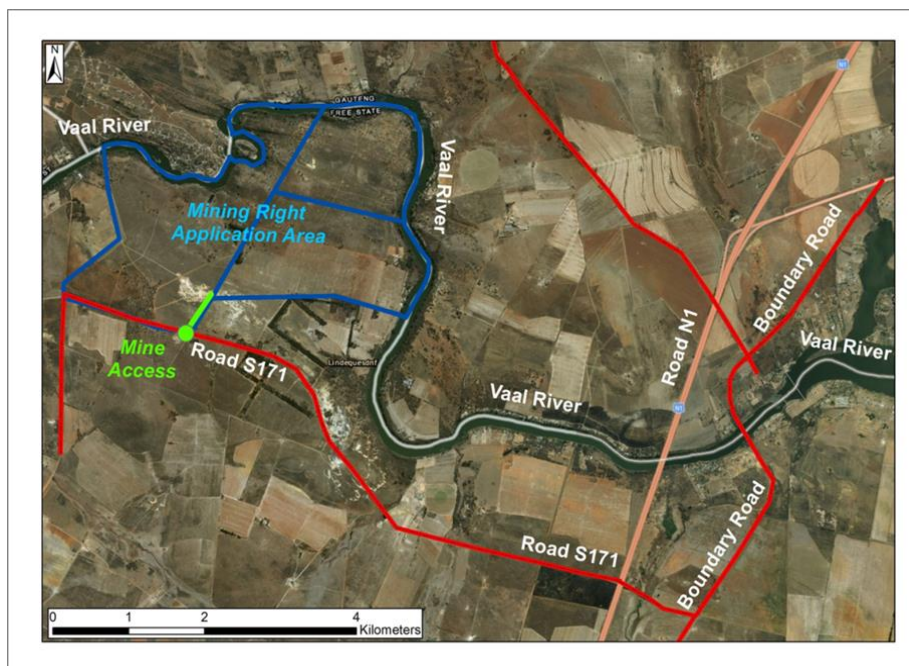 N
N1
GAUTENG
FREE STATE
Vaal River
Vaal River
Mining Right
Application Area
Boundary Road
Road N1
Mine
Access
Road S171
Lindequesdrif
Vaal River
Vaal River
N1
Boundary Road
Road S171
0 1 2 4
Kilometers